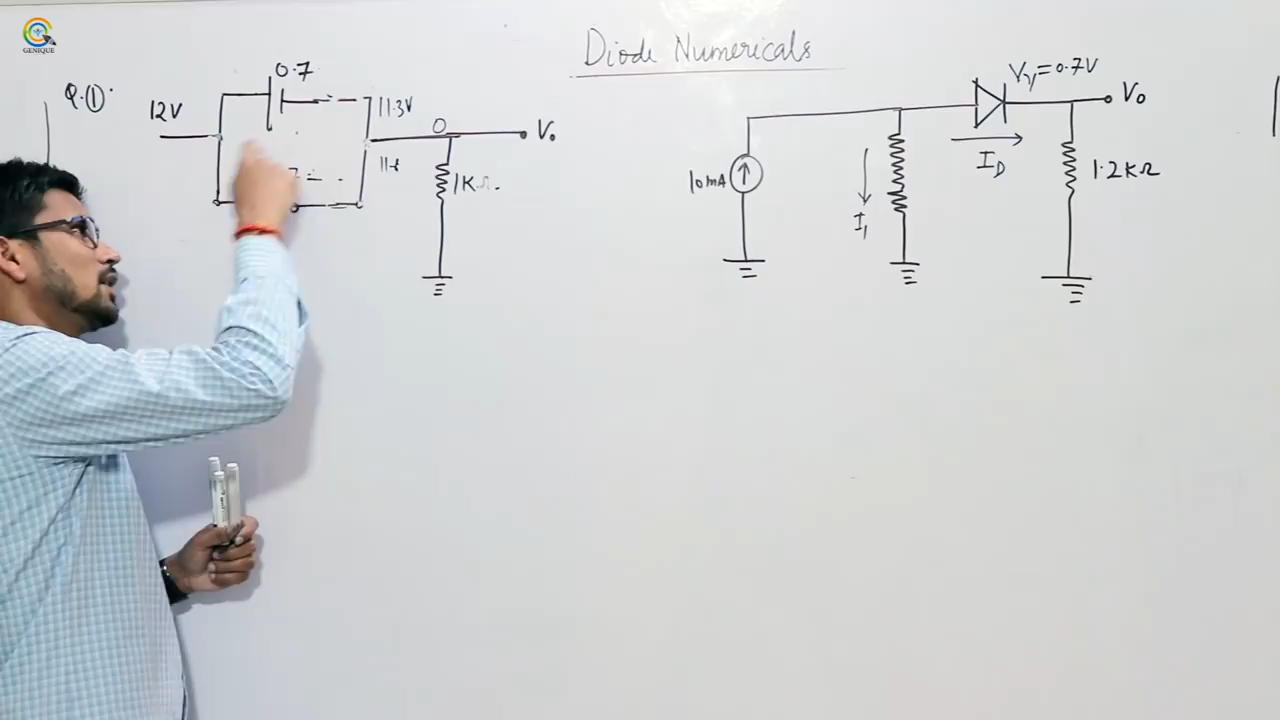 GENIQUE
Diode Numericals
Q.①
12V
0.7
11.3V
0
V₀
1KΩ
10mA
I₁
I_D
Vγ=0.7V
V₀
1.2KΩ